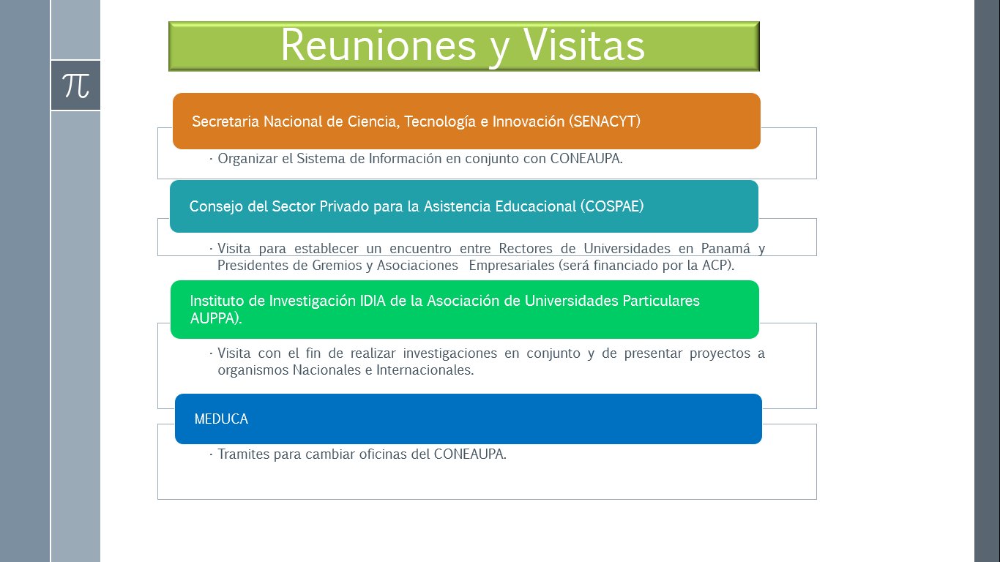 Reuniones y Visitas
π
Secretaria Nacional de Ciencia, Tecnología e Innovación (SENACYT)
· Organizar el Sistema de Información en conjunto con CONEAUPA.
Consejo del Sector Privado para la Asistencia Educacional (COSPAE)
· Visita para establecer un encuentro entre Rectores de Universidades en Panamá y
Presidentes de Gremios y Asociaciones Empresariales (será financiado por la ACP).
Instituto de Investigación IDIA de la Asociación de Universidades Particulares
AUPPA).
· Visita con el fin de realizar investigaciones en conjunto y de presentar proyectos a
organismos Nacionales e Internacionales.
MEDUCA
· Tramites para cambiar oficinas del CONEAUPA.